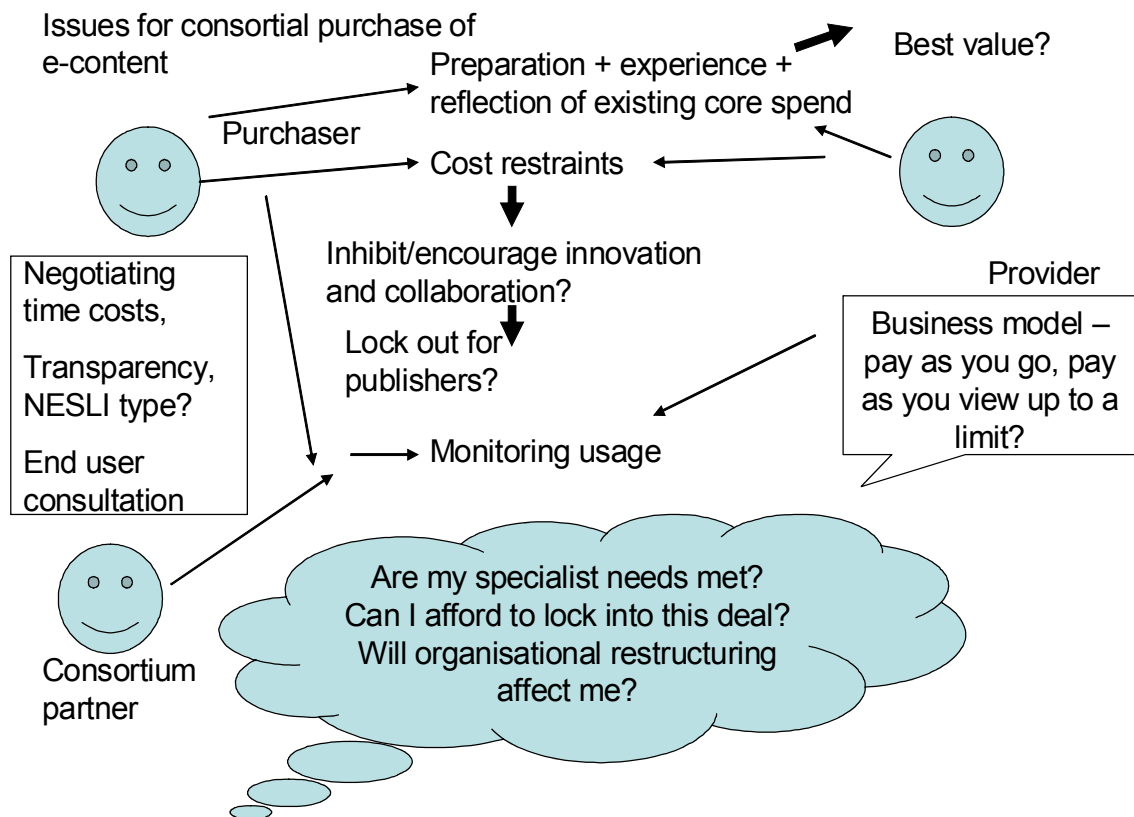 Issues for consortial purchase of
e-content
Preparation + experience +
reflection of existing core spend
Best value?
Purchaser
Cost restraints
Inhibit/encourage innovation
and collaboration?
Lock out for
publishers?
Monitoring usage
Negotiating
time costs,
Transparency,
NESLI type?
End user
consultation
Provider
Business model –
pay as you go, pay
as you view up to a
limit?
Consortium
partner
Are my specialist needs met?
Can I afford to lock into this deal?
Will organisational restructuring
affect me?